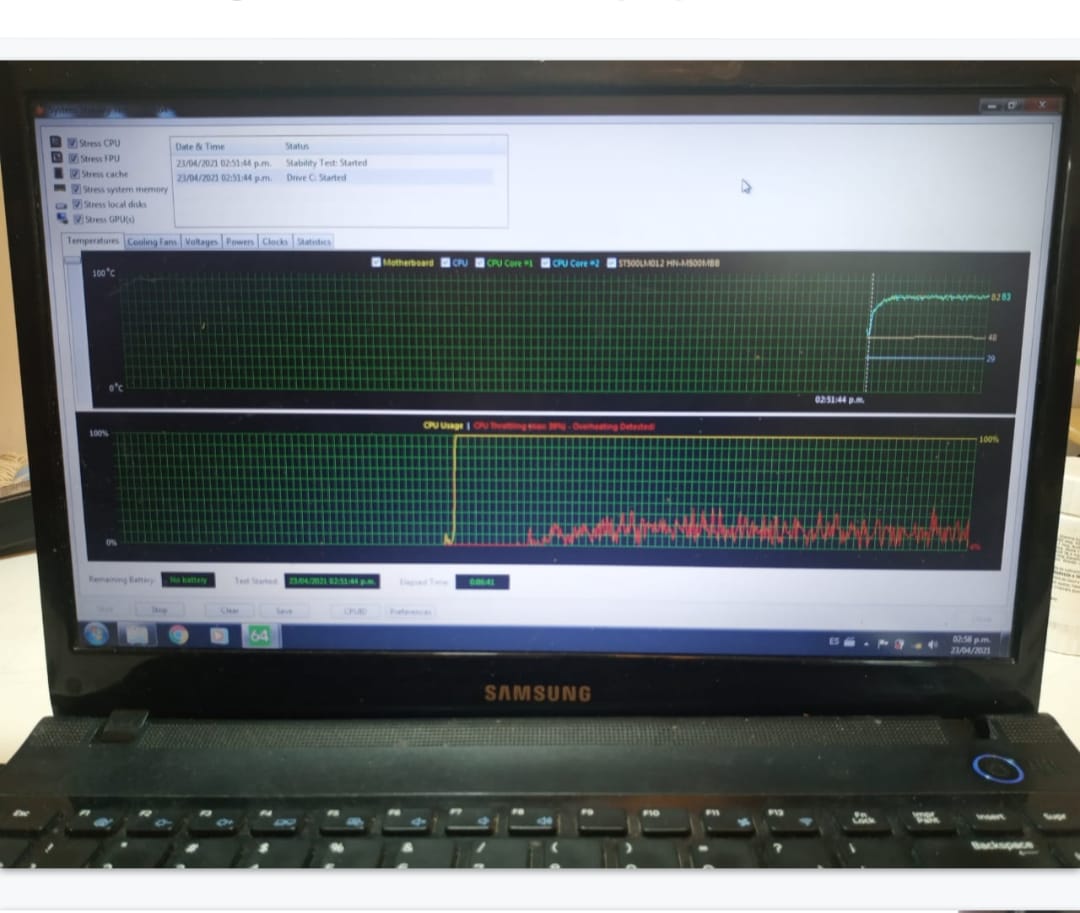 Stress CPU
Stress FPU
Stress cache
Stress system memory
Stress local disks
Stress GPU(s)
Date & Time Status
23/04/2021 02:51:44 p.m. Stability Test: Started
23/04/2021 02:51:44 p.m. Drive C: Started
Temperatures Cooling Fans Voltages Powers Clocks Statistics
Motherboard CPU CPU Core #1 CPU Core #2 ST500LM012 HN-M500MBB
100°C
82 83
48
29
0°C
02:51:44 p.m.
CPU Usage | CPU Throttling - Overheating Detected!
100%
100%
0%
Remaining Battery: No battery Test Started: 23/04/2021 02:51:44 p.m. Elapsed Time: 0:06:41
Stop Clear Save CPUID Preferences
64
ES 02:58 p.m.
23/04/2021
SAMSUNG
Esc F1 F2 F3 F4 F5 F6 F7 F8 F9 F10 F11 F12 Fn Lock Impr Pant Insert Supr
" # $ % & / ( ) = ?
Backspace